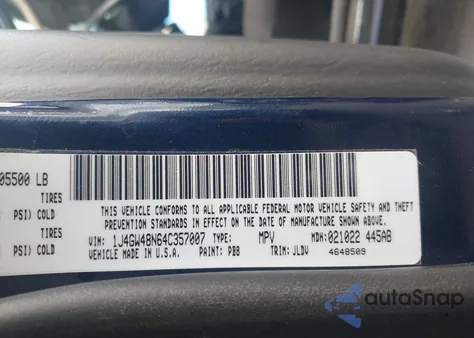 05500 LB
TIRES
PSI) COLD
TIRES
PSI) COLD
THIS VEHICLE CONFORMS TO ALL APPLICABLE FEDERAL MOTOR VEHICLE SAFETY AND THEFT
PREVENTION STANDARDS IN EFFECT ON THE DATE OF MANUFACTURE SHOWN ABOVE.
VIN: 1J4GW48N64C357007 TYPE: MPV MDH: 021022 445AB
VEHICLE MADE IN U.S.A. PAINT: PBB TRIM: JLDV 4648509
autoSnap